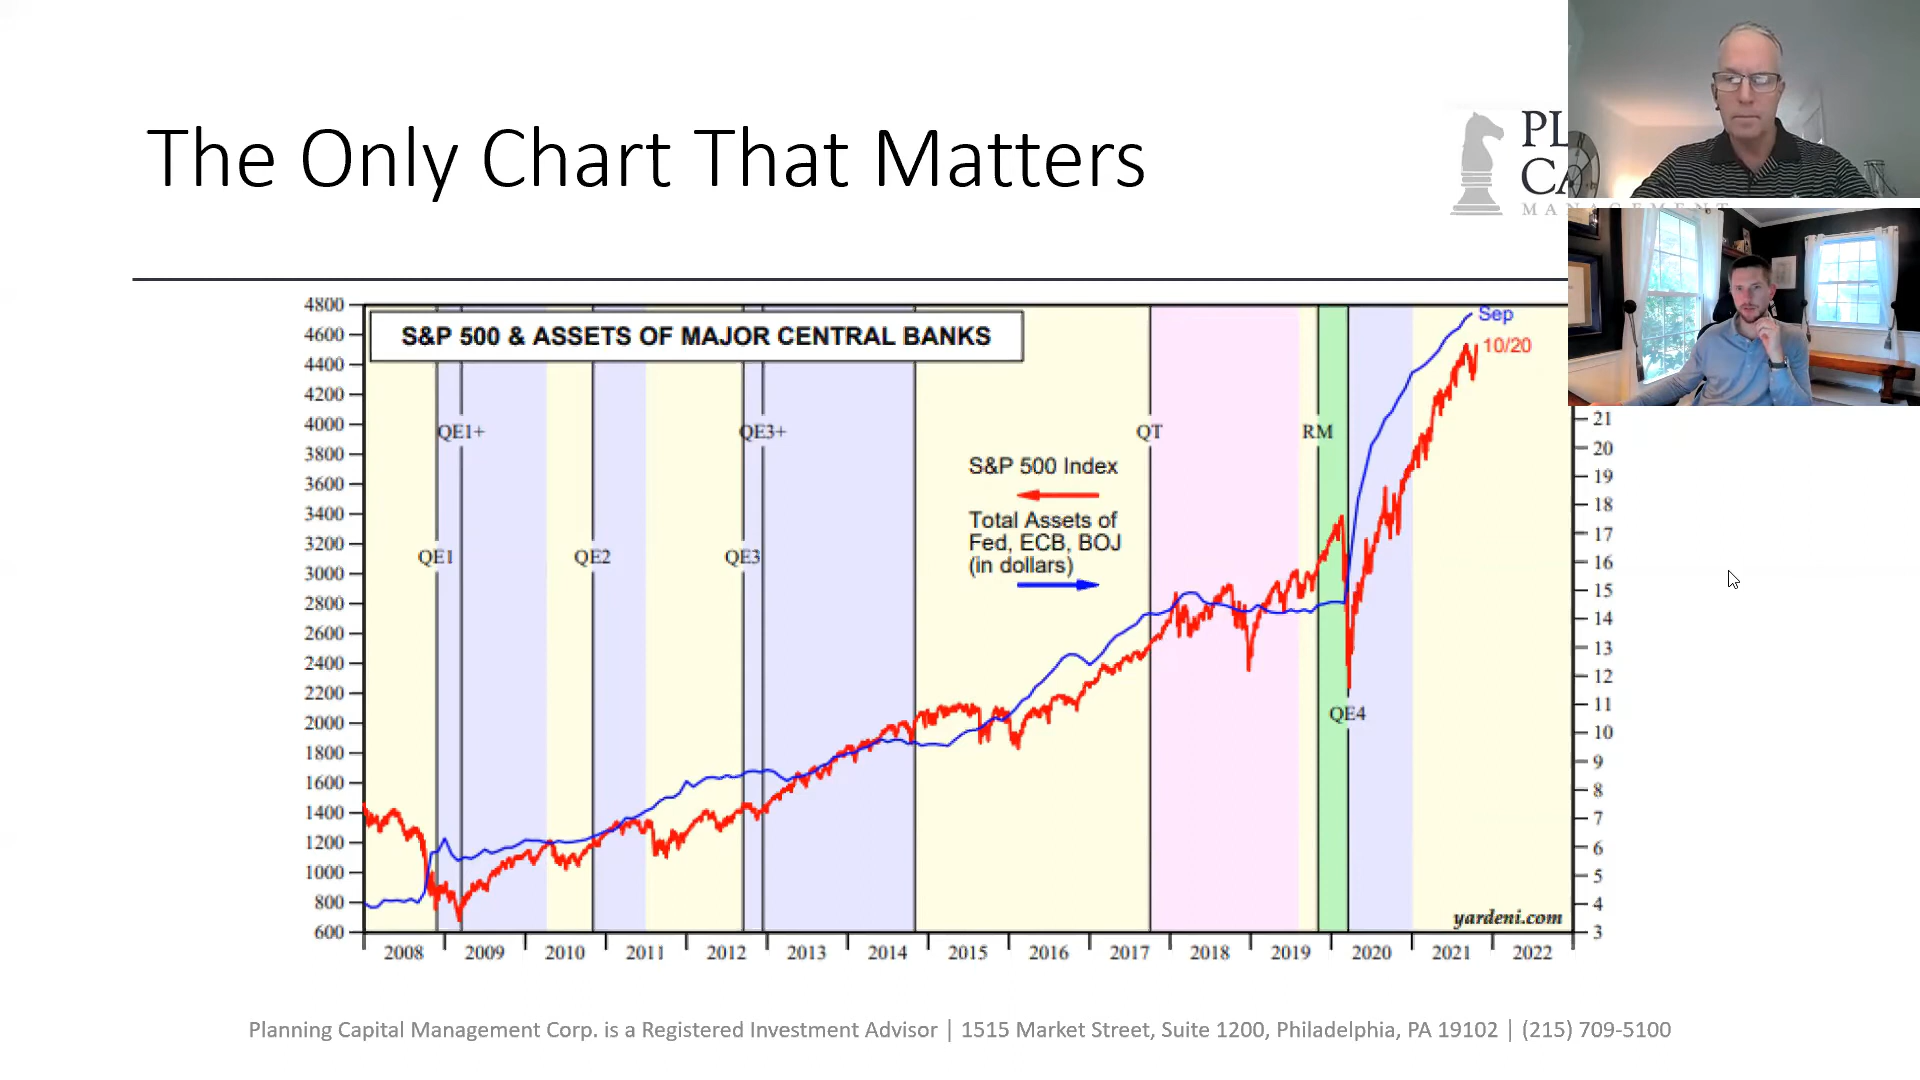 The Only Chart That Matters
MANAGEMENT
S&P 500 & ASSETS OF MAJOR CENTRAL BANKS
4800
4600
4400
4200
4000
3800
3600
3400
3200
3000
2800
2600
2400
2200
2000
1800
1600
1400
1200
1000
800
600
QE1+
QE3+
QT
RM
QE1
QE2
QE3
QE4
S&P 500 Index
Total Assets of
Fed, ECB, BOJ
(in dollars)
Sep
10/20
21
20
19
18
17
16
15
14
13
12
11
10
9
8
7
6
5
4
3
yardeni.com
2008 2009 2010 2011 2012 2013 2014 2015 2016 2017 2018 2019 2020 2021 2022
Planning Capital Management Corp. is a Registered Investment Advisor | 1515 Market Street, Suite 1200, Philadelphia, PA 19102 | (215) 709-5100